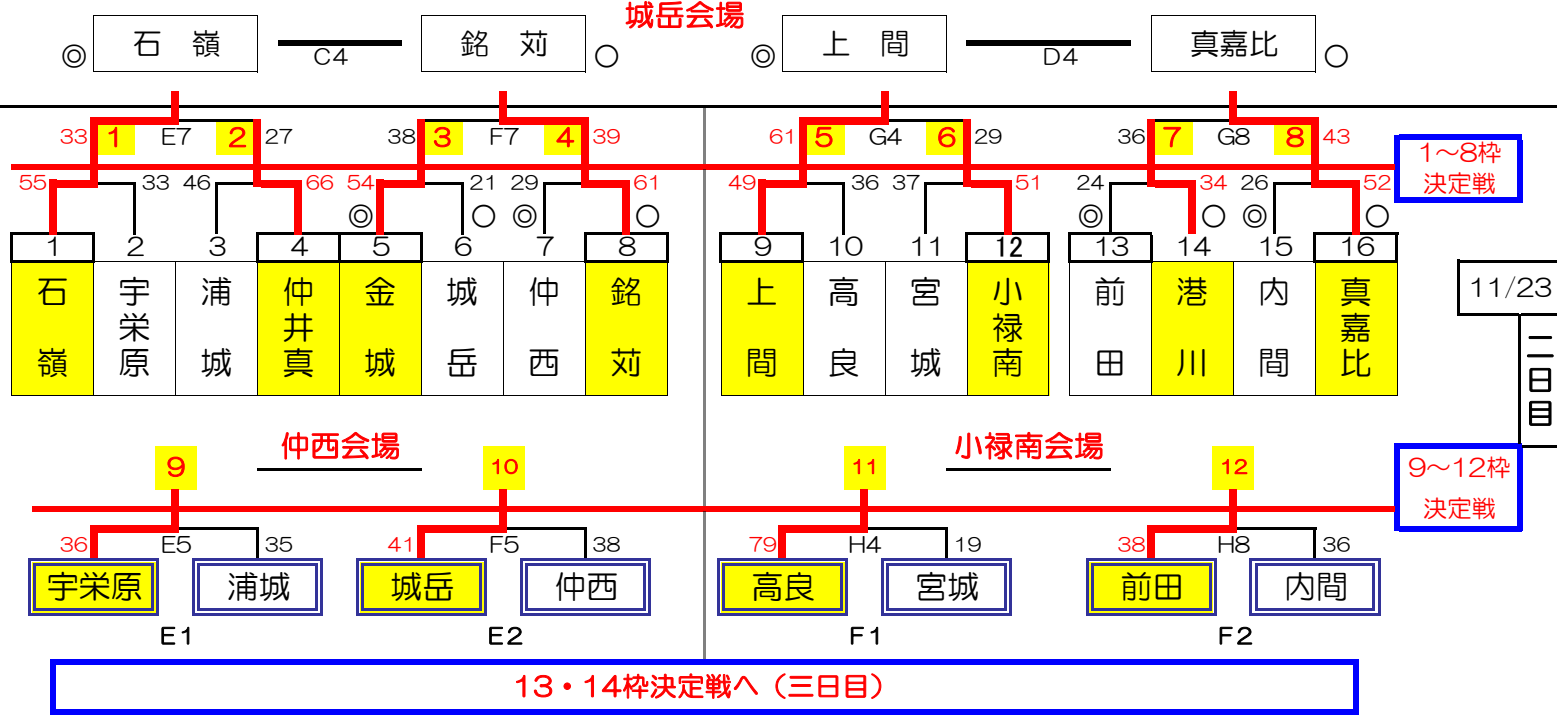 城岳会場
◎ 石嶺 C4 銘苅 ○ ◎ 上間 D4 真嘉比 ○
33 1 E7 2 27 38 3 F7 4 39 61 5 G4 6 29 36 7 G8 8 43
1～8枠
決定戦
55 33 46 66 54 21 29 61 49 36 37 51 24 34 26 52
◎ ○ ◎ ○ ◎ ○ ◎ ○
1 2 3 4 5 6 7 8 9 10 11 12 13 14 15 16
石嶺
宇栄原
浦城
仲井真
金城
城岳
仲西
銘苅
上間
高良
宮城
小禄南
前田
港川
内間
真嘉比
11/23
二日目
仲西会場 小禄南会場
9 10 11 12
9～12枠
決定戦
36 E5 35 41 F5 38 79 H4 19 38 H8 36
宇栄原 浦城 城岳 仲西 高良 宮城 前田 内間
E1 E2 F1 F2
13・14枠決定戦へ（三日目）